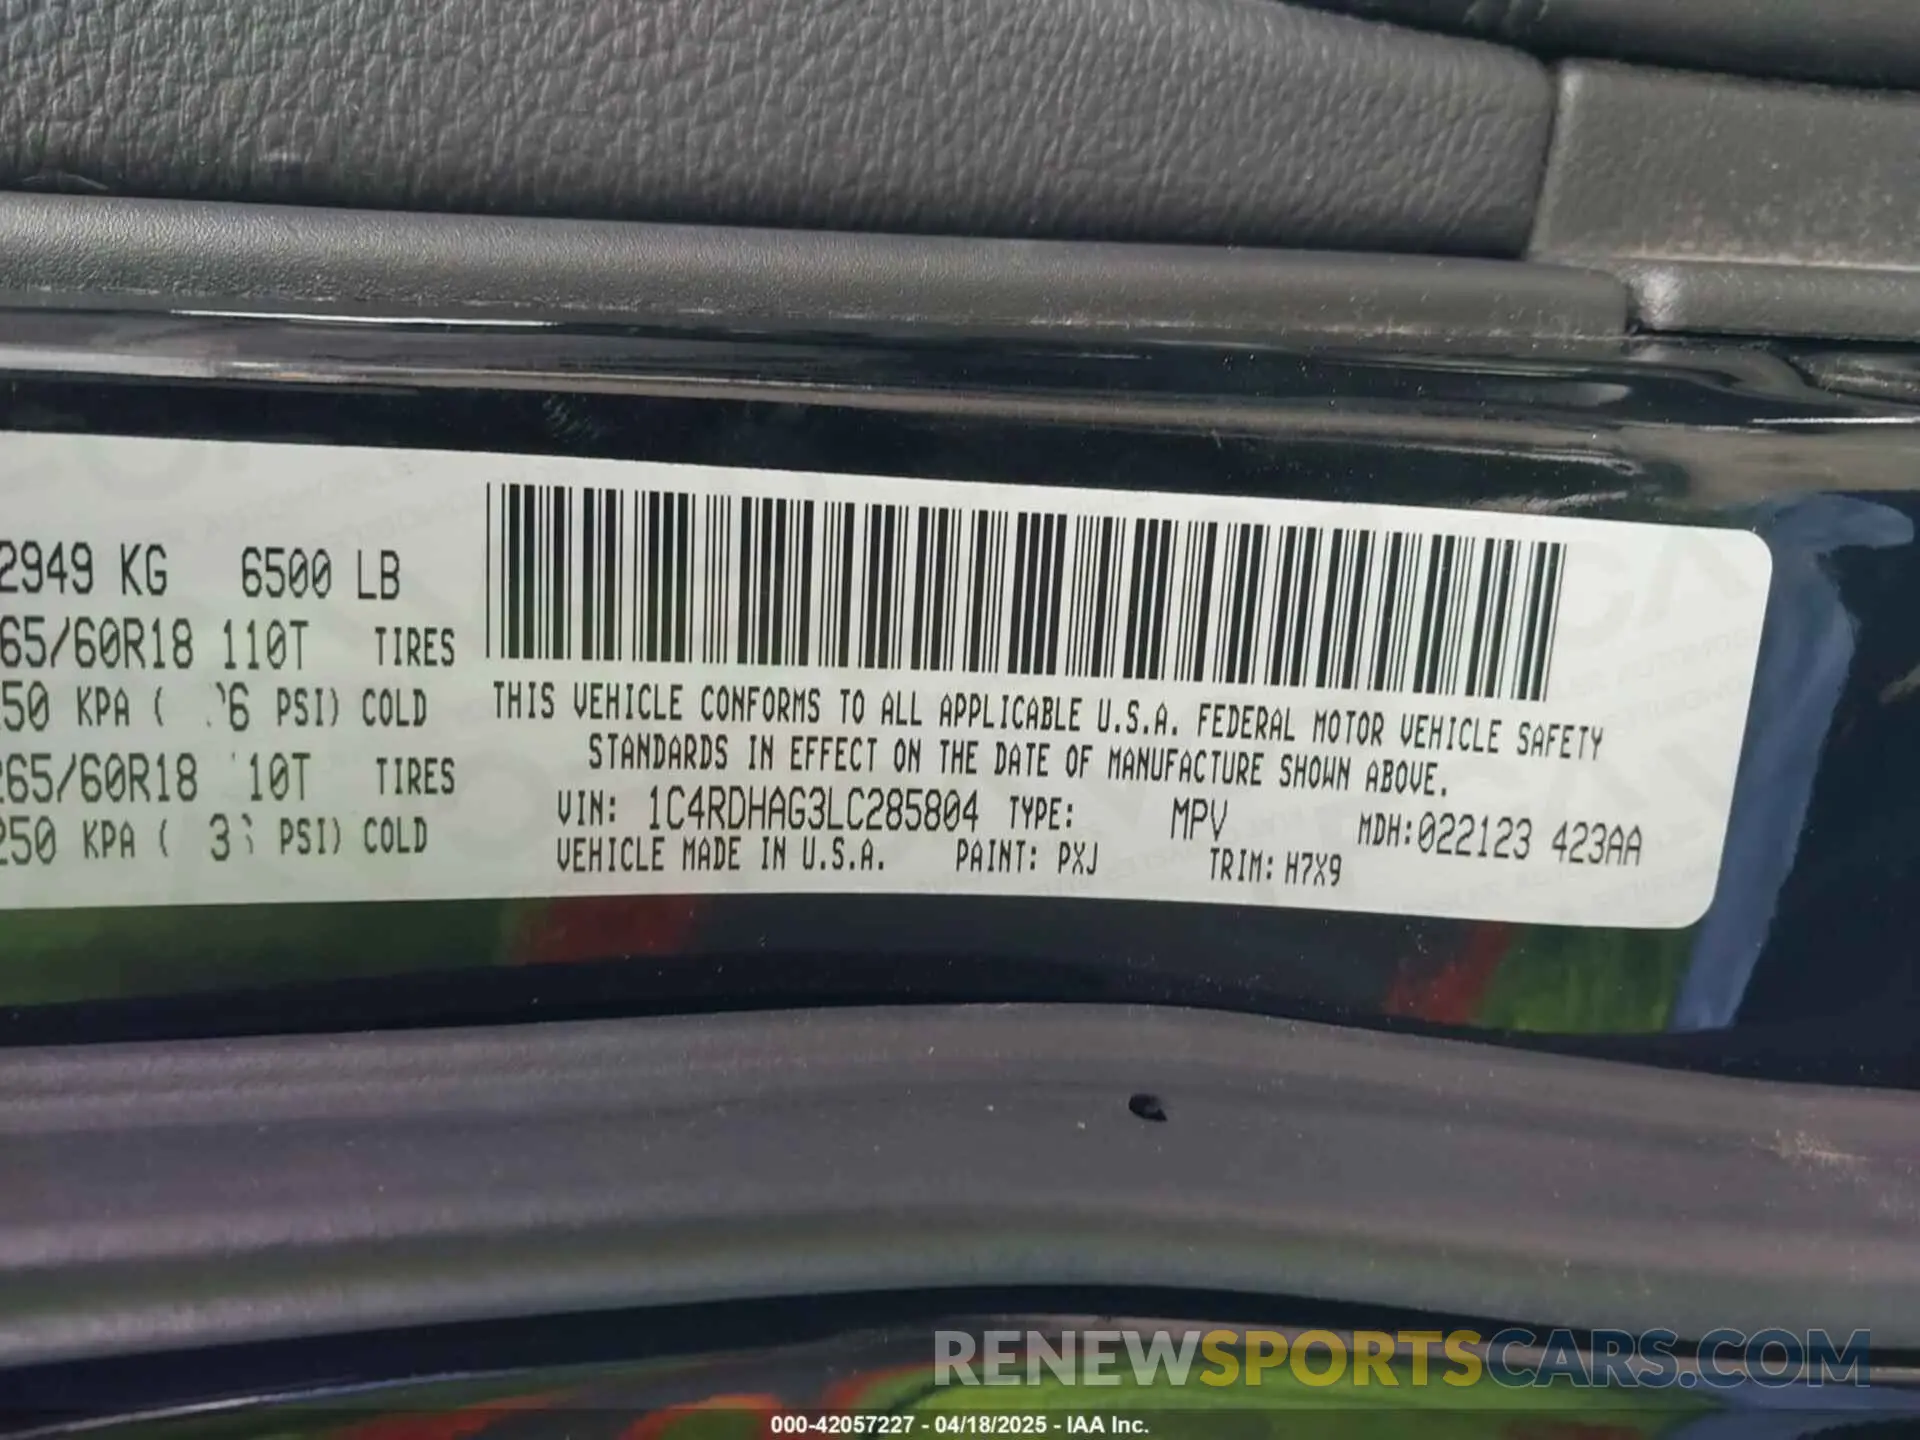 2949 KG 6500 LB
65/60R18 110T TIRES
50 KPA ( 6 PSI) COLD
265/60R18 10T TIRES
250 KPA ( 3 PSI) COLD
THIS VEHICLE CONFORMS TO ALL APPLICABLE U.S.A. FEDERAL MOTOR VEHICLE SAFETY
STANDARDS IN EFFECT ON THE DATE OF MANUFACTURE SHOWN ABOVE.
VIN: 1C4RDHAG3LC285804 TYPE: MPV MDH:022123 423AA
VEHICLE MADE IN U.S.A. PAINT: PXJ TRIM: H7X9
RENEWSPORTSCARS.COM
000-42057227 - 04/18/2025 - IAA Inc.